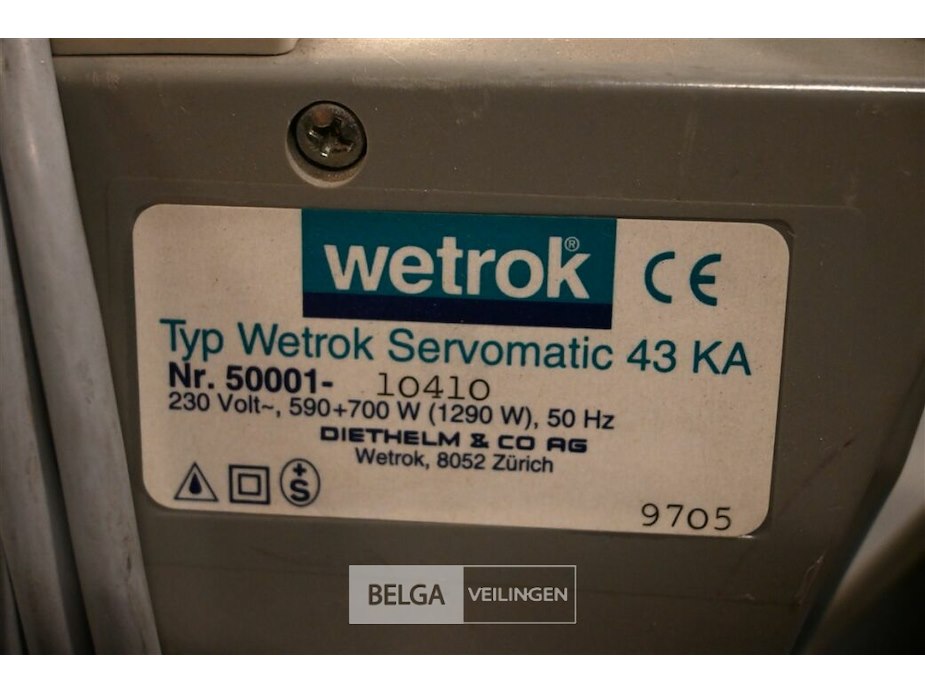 wetrok®
CE
Typ Wetrok Servomatic 43 KA
Nr. 50001- 10410
230 Volt~, 590+700 W (1290 W), 50 Hz
DIETHELM & CO AG
Wetrok, 8052 Zürich
+S
9705
BELGA VEILINGEN